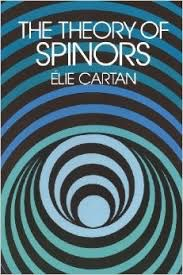 THE THEORY OF
SPINORS
ÉLIE CARTAN